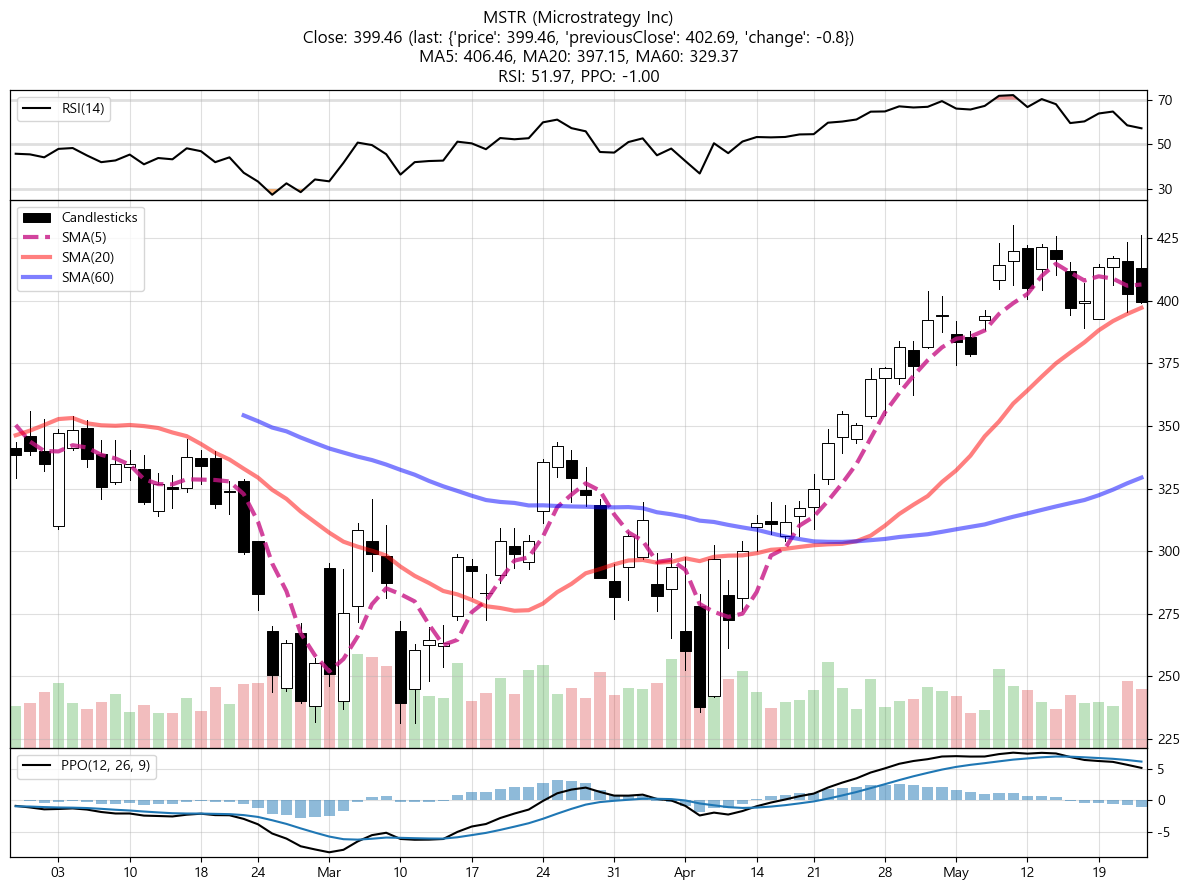 MSTR (Microstrategy Inc)
Close: 399.46 (last: {'price': 399.46, 'previousClose': 402.69, 'change': -0.8})
MA5: 406.46, MA20: 397.15, MA60: 329.37
RSI: 51.97, PPO: -1.00
RSI(14)
70
50
30
Candlesticks
SMA(5)
SMA(20)
SMA(60)
425
400
375
350
325
300
275
250
225
PPO(12, 26, 9)
5
0
-5
03 10 18 24 Mar 10 17 24 31 Apr 14 21 28 May 12 19